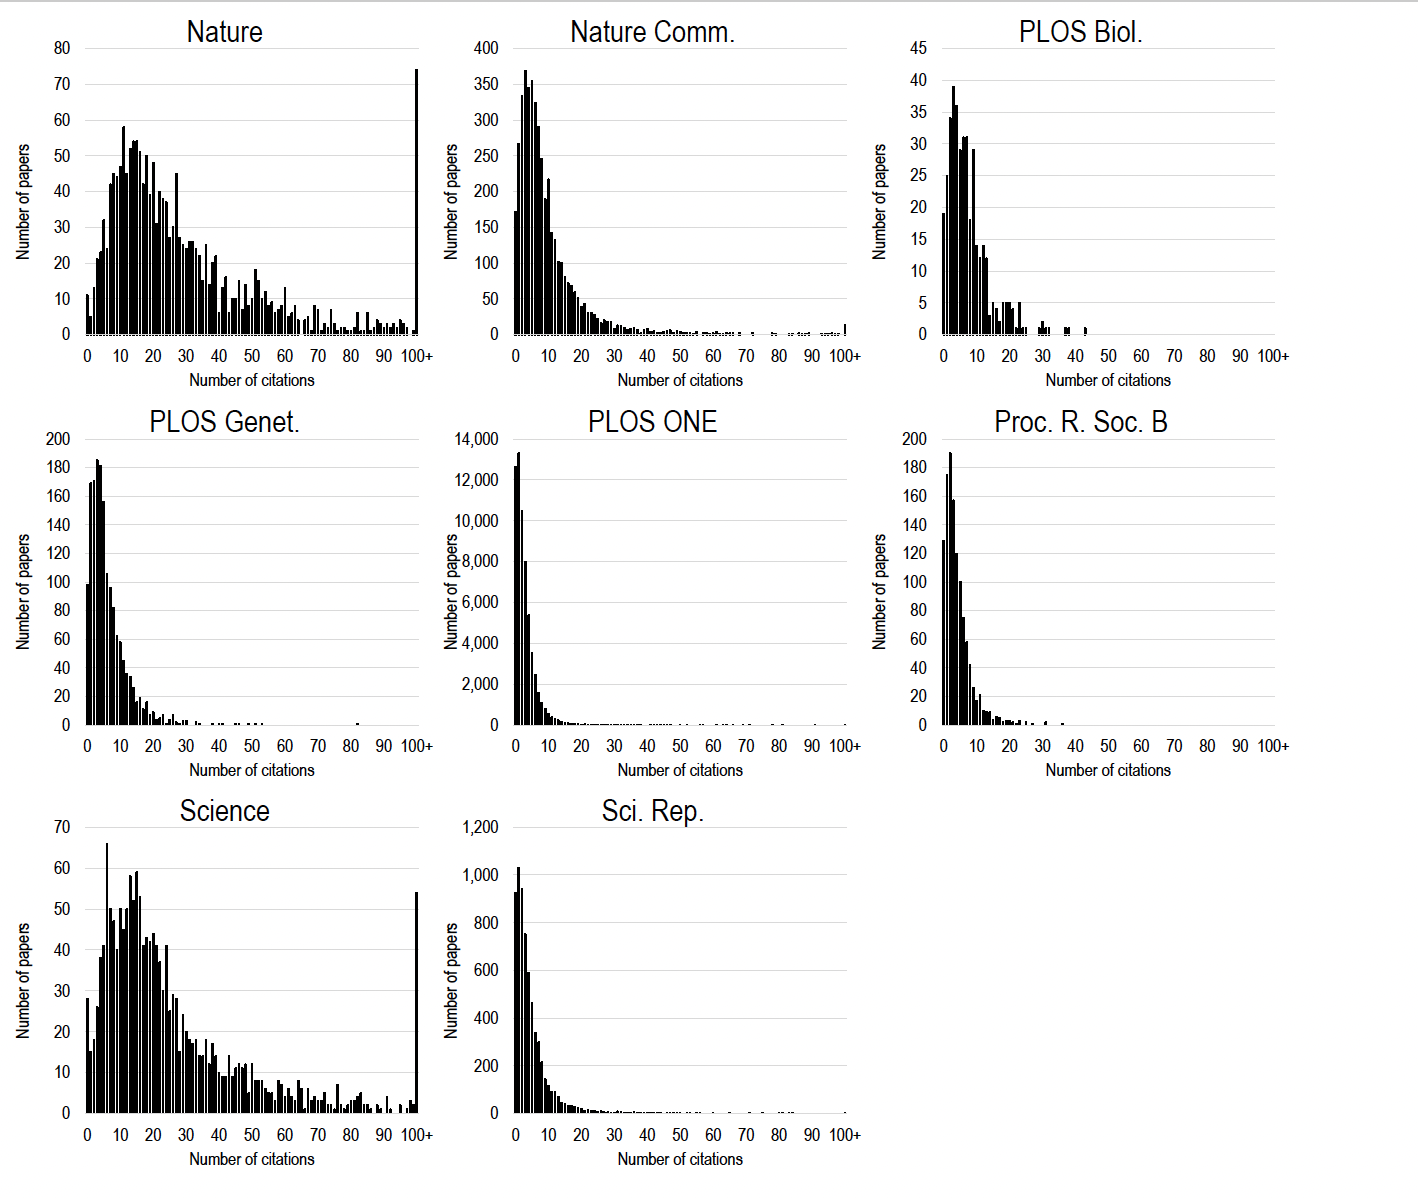 Nature
80
70
60
50
40
30
20
10
0
Number of papers
0 10 20 30 40 50 60 70 80 90 100+
Number of citations
Nature Comm.
400
350
300
250
200
150
100
50
0
Number of papers
0 10 20 30 40 50 60 70 80 90 100+
Number of citations
PLOS Biol.
45
40
35
30
25
20
15
10
5
0
Number of papers
0 10 20 30 40 50 60 70 80 90 100+
Number of citations
PLOS Genet.
200
180
160
140
120
100
80
60
40
20
0
Number of papers
0 10 20 30 40 50 60 70 80 90 100+
Number of citations
PLOS ONE
14,000
12,000
10,000
8,000
6,000
4,000
2,000
0
Number of papers
0 10 20 30 40 50 60 70 80 90 100+
Number of citations
Proc. R. Soc. B
200
180
160
140
120
100
80
60
40
20
0
Number of papers
0 10 20 30 40 50 60 70 80 90 100+
Number of citations
Science
70
60
50
40
30
20
10
0
Number of papers
0 10 20 30 40 50 60 70 80 90 100+
Number of citations
Sci. Rep.
1,200
1,000
800
600
400
200
0
Number of papers
0 10 20 30 40 50 60 70 80 90 100+
Number of citations